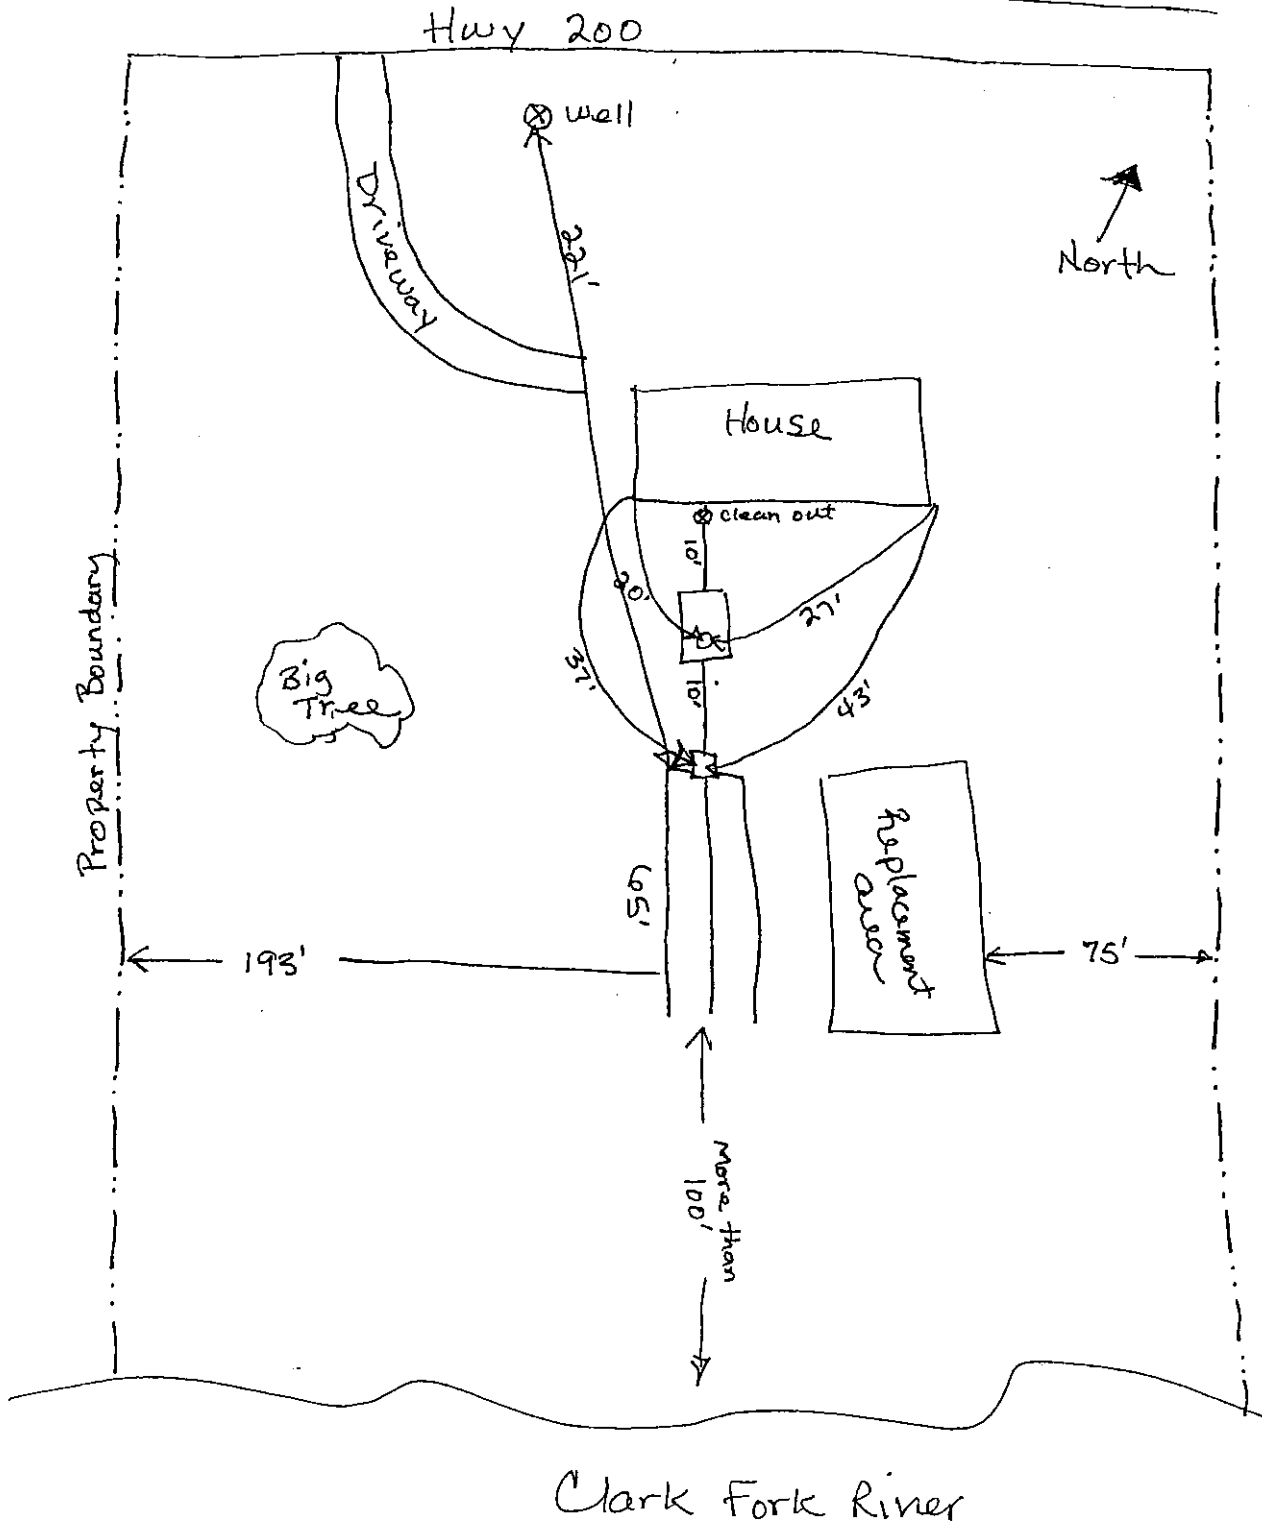 Hwy 200
well
Driveway
221'
North
House
clean out
10'
20'
27'
Property Boundary
Big
Tree
37'
10'
43'
65'
Replacement
area
193'
75'
More than
100'
Clark Fork River